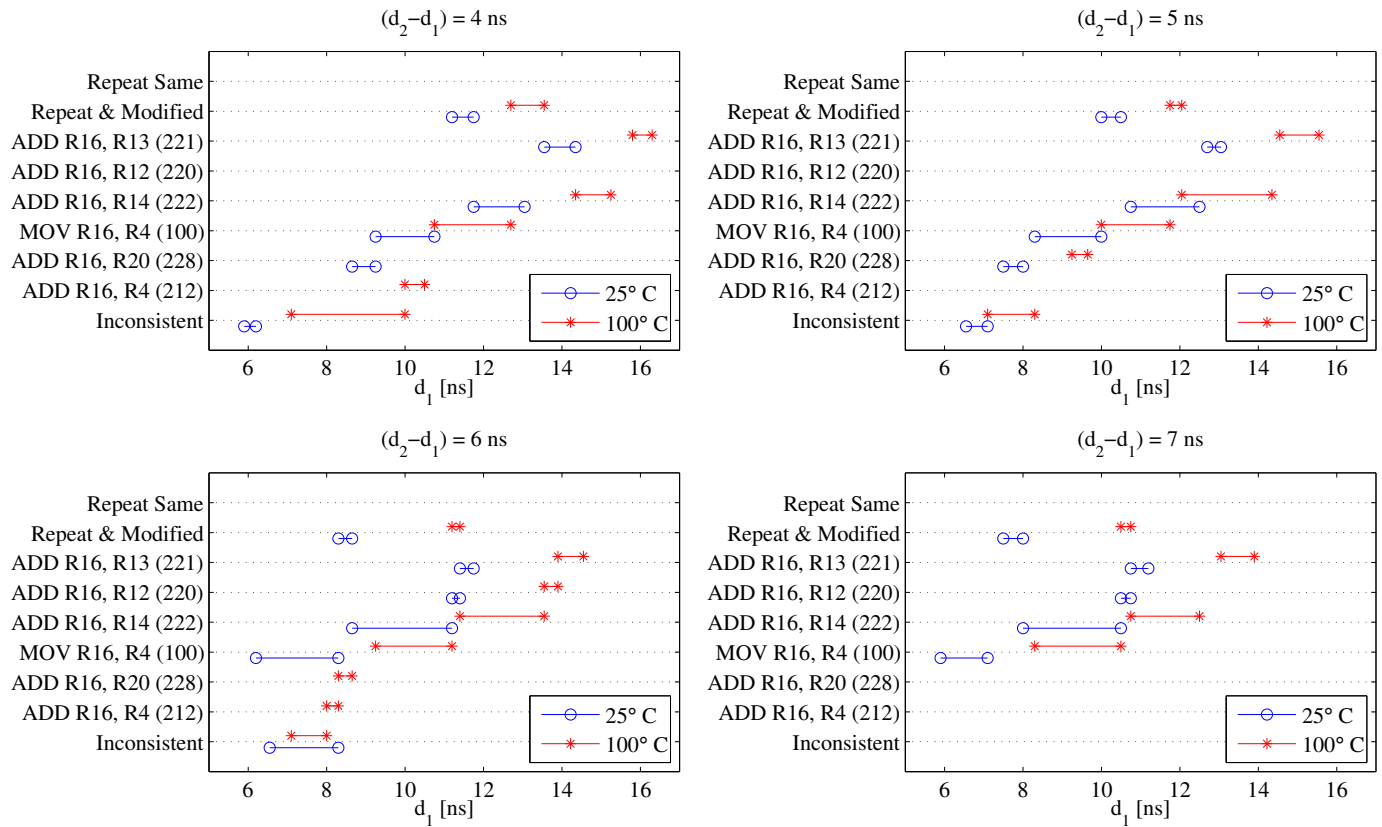 (d₂−d₁) = 4 ns
Repeat Same
Repeat & Modified
ADD R16, R13 (221)
ADD R16, R12 (220)
ADD R16, R14 (222)
MOV R16, R4 (100)
ADD R16, R20 (228)
ADD R16, R4 (212)
Inconsistent
25° C
100° C
6 8 10 12 14 16
d₁ [ns]
(d₂−d₁) = 5 ns
Repeat Same
Repeat & Modified
ADD R16, R13 (221)
ADD R16, R12 (220)
ADD R16, R14 (222)
MOV R16, R4 (100)
ADD R16, R20 (228)
ADD R16, R4 (212)
Inconsistent
25° C
100° C
6 8 10 12 14 16
d₁ [ns]
(d₂−d₁) = 6 ns
Repeat Same
Repeat & Modified
ADD R16, R13 (221)
ADD R16, R12 (220)
ADD R16, R14 (222)
MOV R16, R4 (100)
ADD R16, R20 (228)
ADD R16, R4 (212)
Inconsistent
25° C
100° C
6 8 10 12 14 16
d₁ [ns]
(d₂−d₁) = 7 ns
Repeat Same
Repeat & Modified
ADD R16, R13 (221)
ADD R16, R12 (220)
ADD R16, R14 (222)
MOV R16, R4 (100)
ADD R16, R20 (228)
ADD R16, R4 (212)
Inconsistent
25° C
100° C
6 8 10 12 14 16
d₁ [ns]